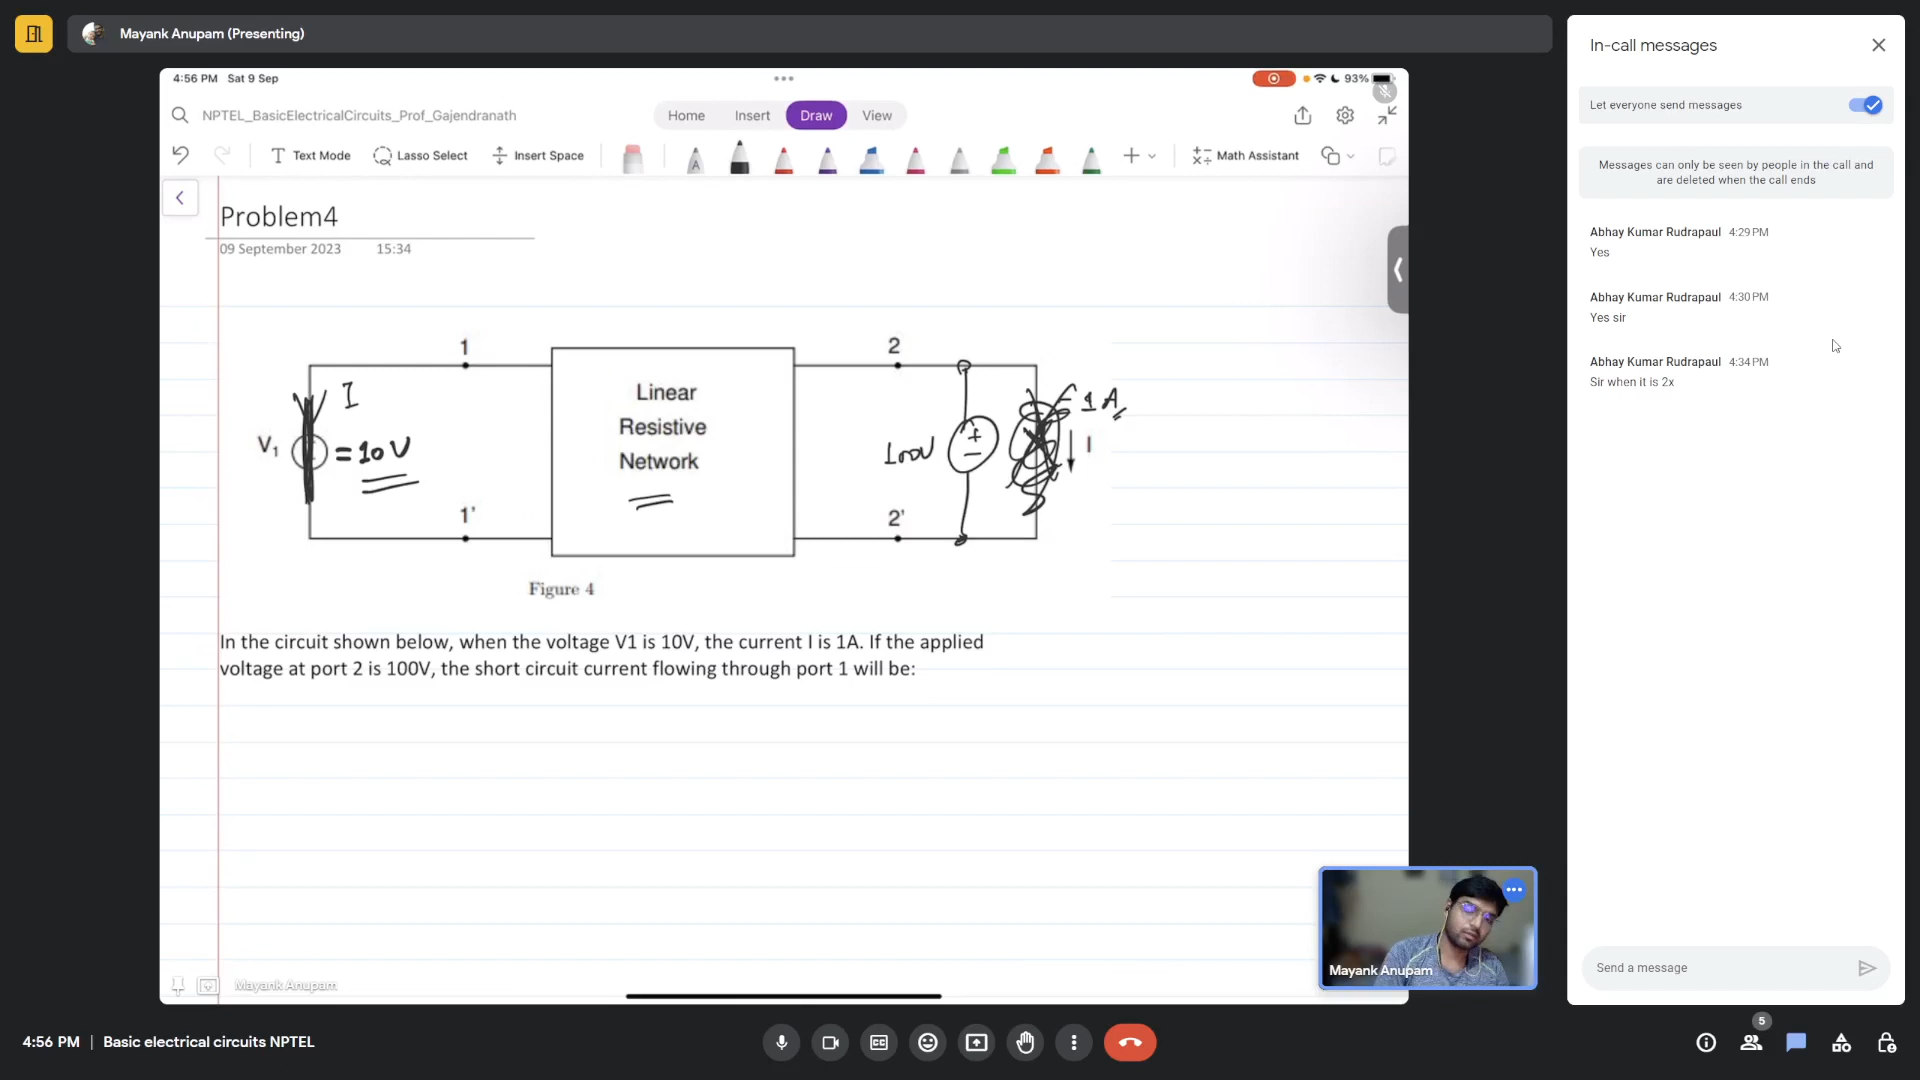 Mayank Anupam (Presenting)
4:56 PM Sat 9 Sep
93%
NPTEL_BasicElectricalCircuits_Prof_Gajendranath
Home Insert Draw View
Text Mode Lasso Select Insert Space A Math Assistant
Problem4
09 September 2023 15:34
1 2
I
V1 = 10V
Linear
Resistive
Network
100V + −
1A
I
1' 2'
Figure 4
In the circuit shown below, when the voltage V1 is 10V, the current I is 1A. If the applied
voltage at port 2 is 100V, the short circuit current flowing through port 1 will be:
Mayank Anupam
Mayank Anupam
In-call messages
Let everyone send messages
Messages can only be seen by people in the call and
are deleted when the call ends
Abhay Kumar Rudrapaul 4:29 PM
Yes
Abhay Kumar Rudrapaul 4:30 PM
Yes sir
Abhay Kumar Rudrapaul 4:34 PM
Sir when it is 2x
Send a message
4:56 PM | Basic electrical circuits NPTEL
5